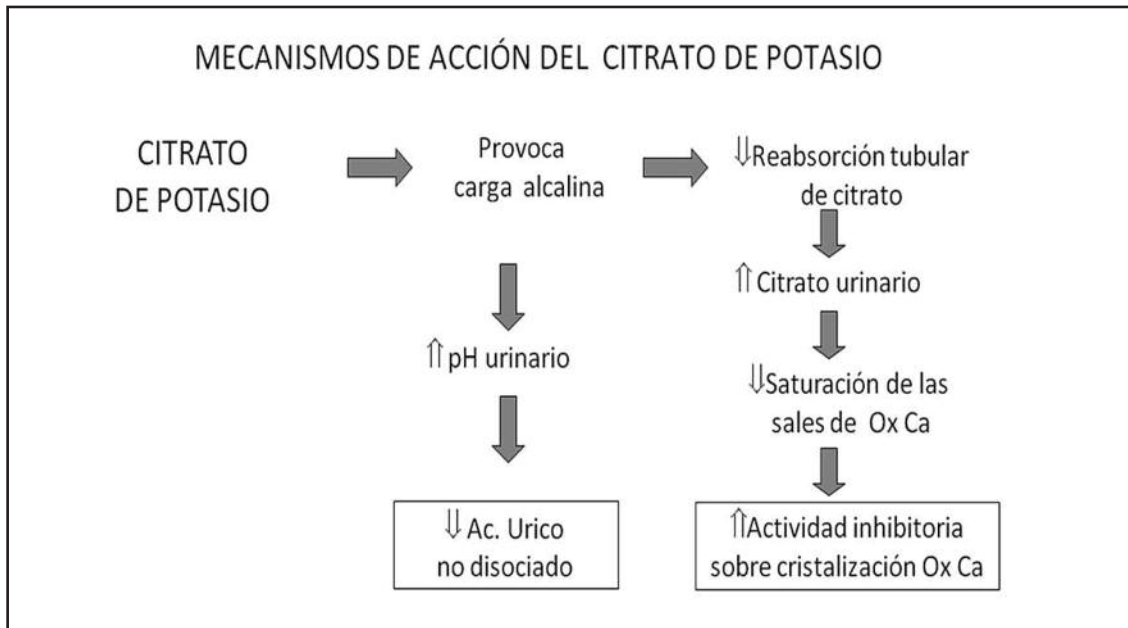 MECANISMOS DE ACCIÓN DEL CITRATO DE POTASIO
CITRATO
DE POTASIO
Provoca
carga alcalina
⇓Reabsorción tubular
de citrato
⇑ Citrato urinario
⇑ pH urinario
⇓Saturación de las
sales de Ox Ca
⇓ Ac. Urico
no disociado
⇑Actividad inhibitoria
sobre cristalización Ox Ca